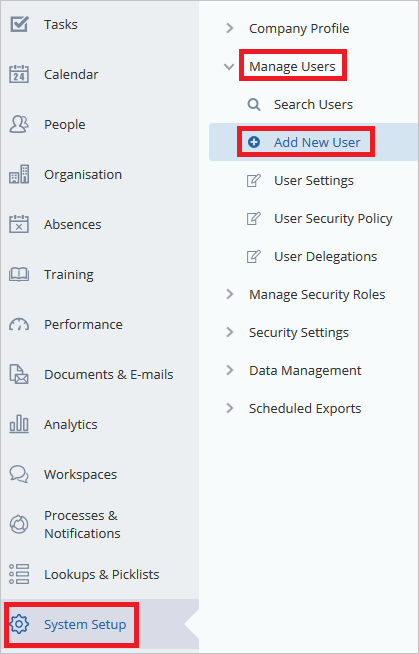 Tasks
24
Calendar
People
Organisation
Absences
Training
Performance
Documents & E-mails
Analytics
Workspaces
Processes &
Notifications
Lookups & Picklists
System Setup
Company Profile
Manage Users
Search Users
Add New User
User Settings
User Security Policy
User Delegations
Manage Security Roles
Security Settings
Data Management
Scheduled Exports